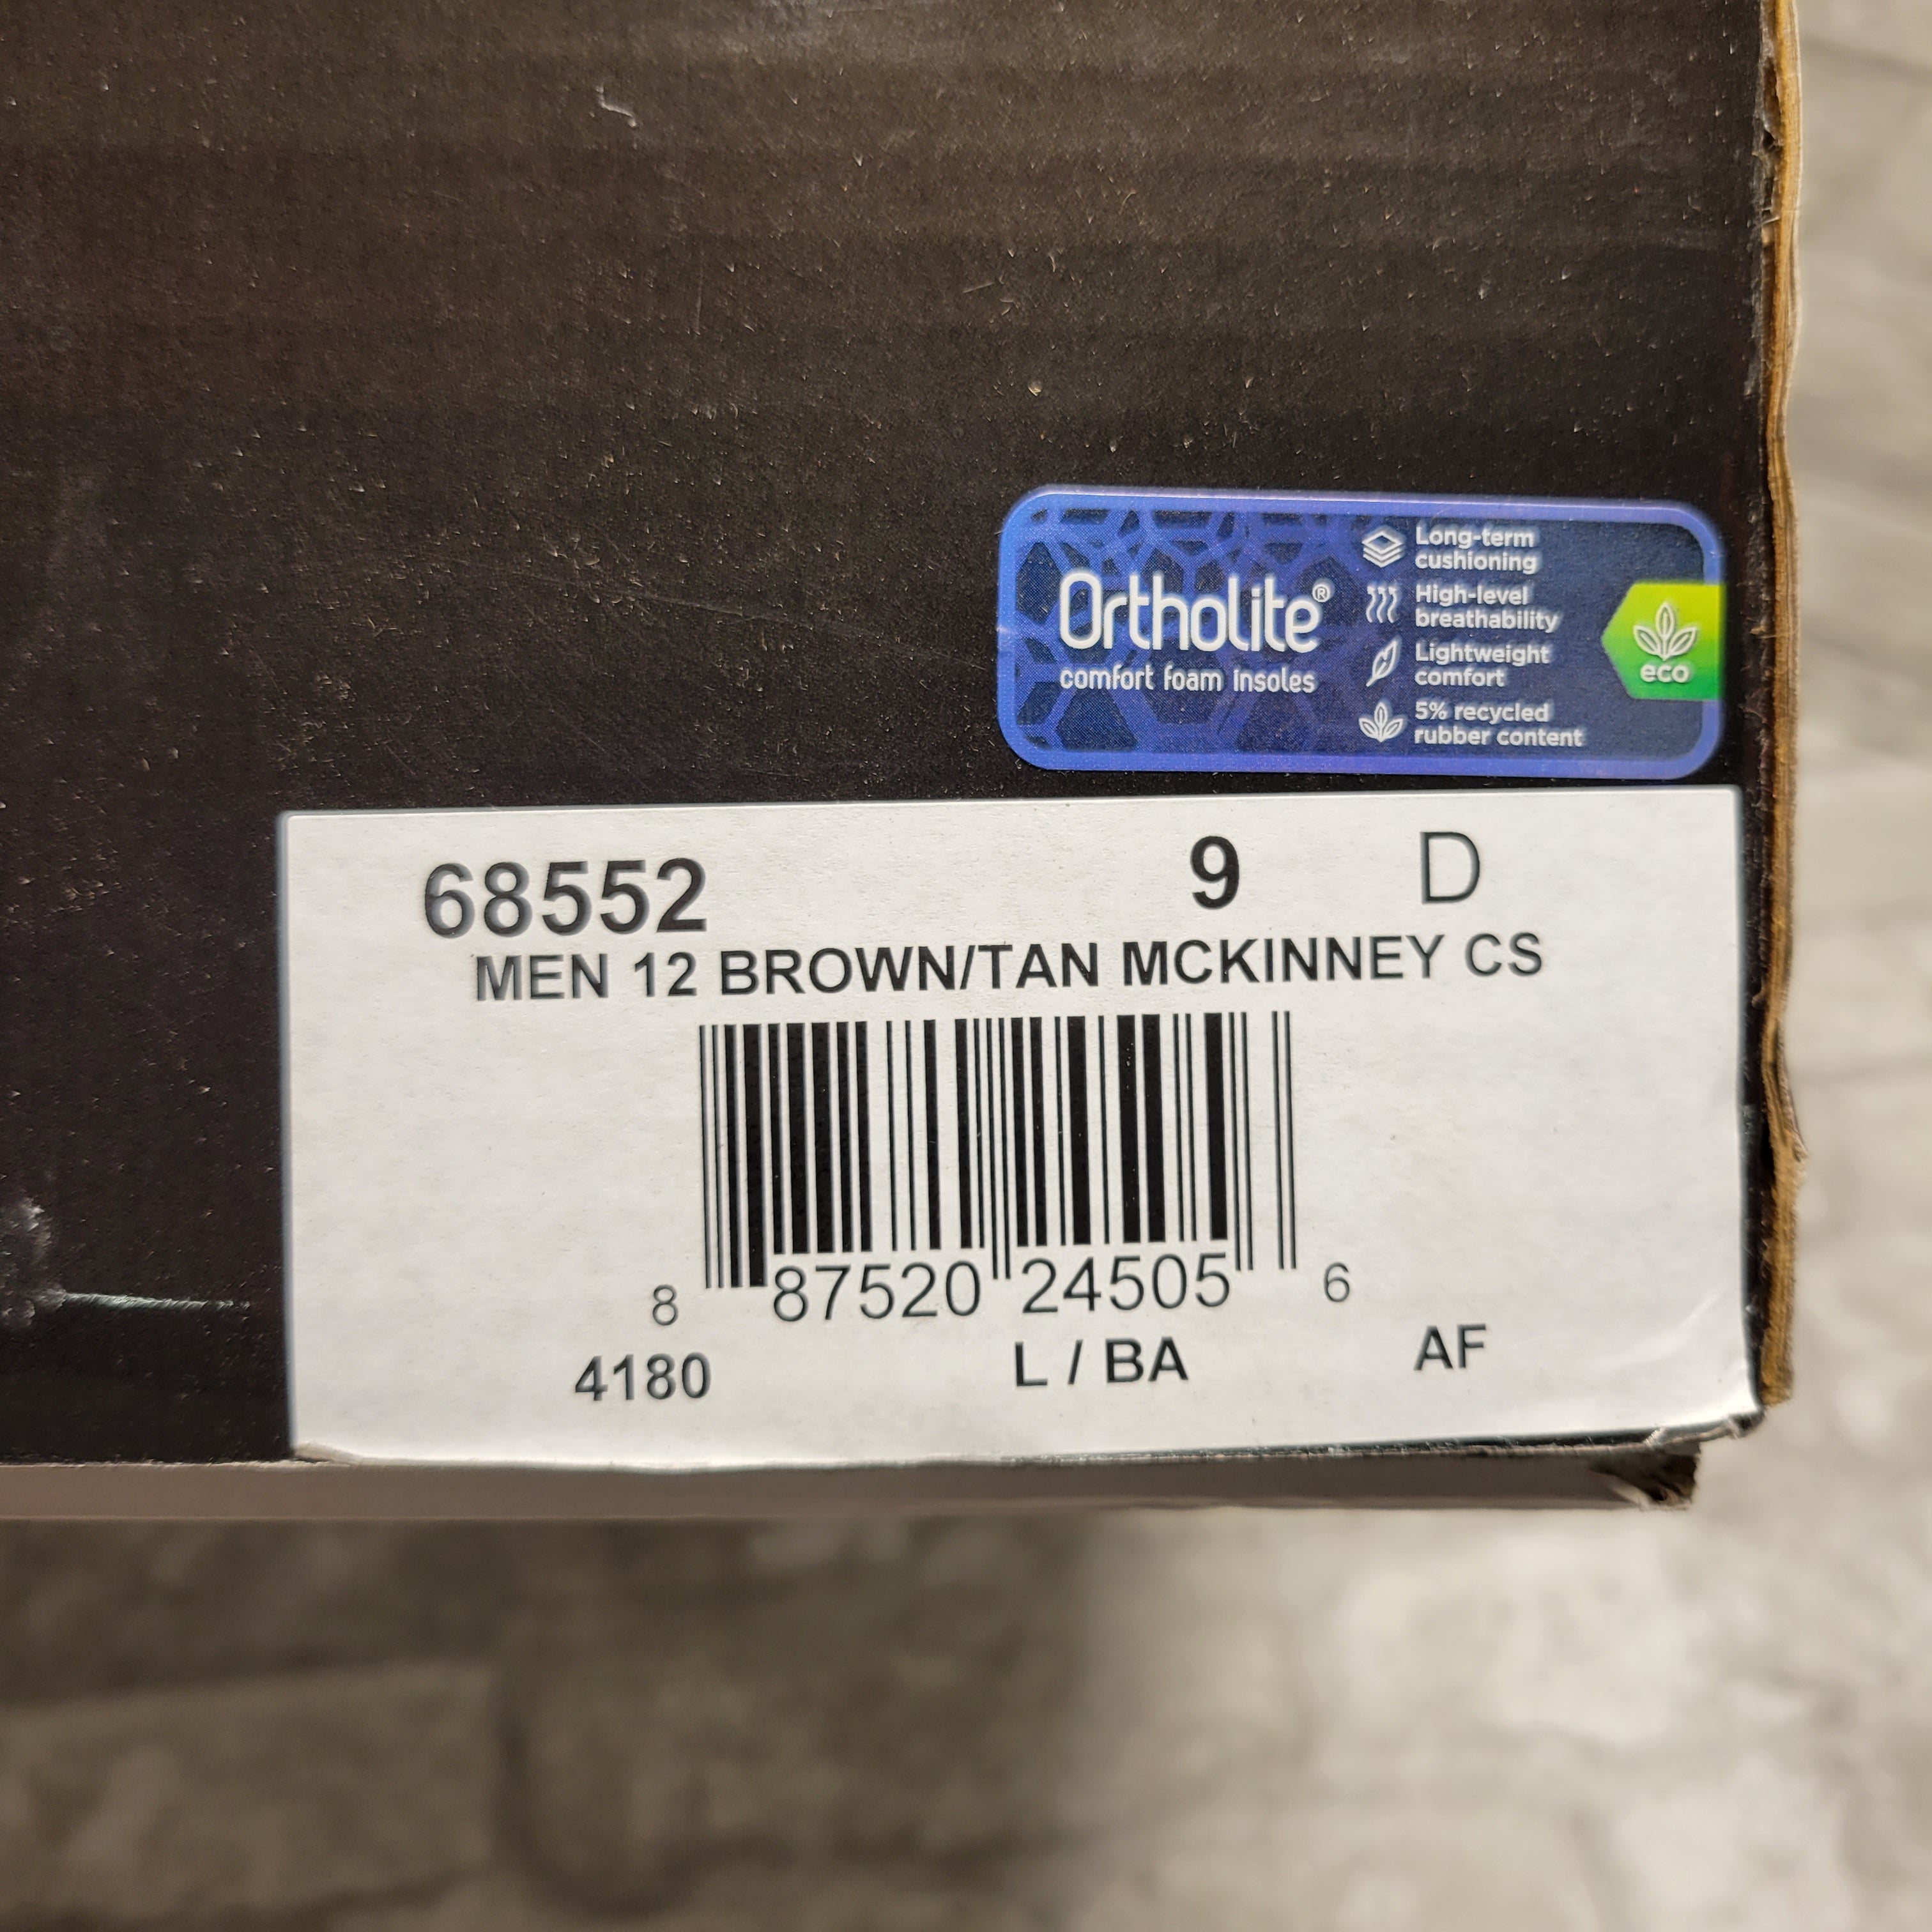 OrthoLite®
comfort foam insoles
Long-term
cushioning
High-level
breathability
Lightweight
comfort
5% recycled
rubber content
eco
68552 9 D
MEN 12 BROWN/TAN MCKINNEY CS
8 87520 24505 6
4180 L / BA AF